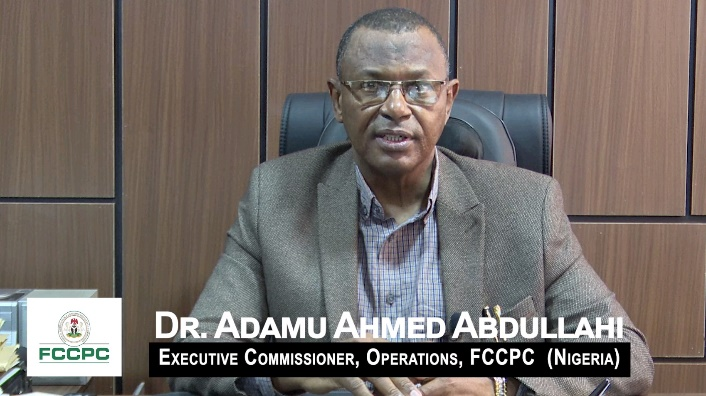 Dr. Adamu Ahmed Abdullahi
Executive Commissioner, Operations, FCCPC (Nigeria)
FCCPC